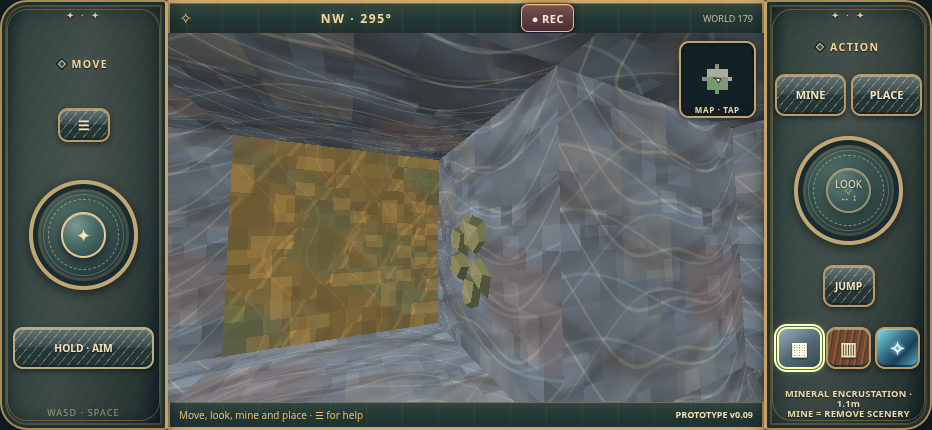 MOVE
☰
HOLD · AIM
WASD · SPACE
NW · 295°
● REC
WORLD 179
MAP · TAP
Move, look, mine and place · ☰ for help
PROTOTYPE v0.09
ACTION
MINE
PLACE
LOOK
↔ ↕
JUMP
MINERAL ENCRUSTATION ·
1.1m
MINE = REMOVE SCENERY